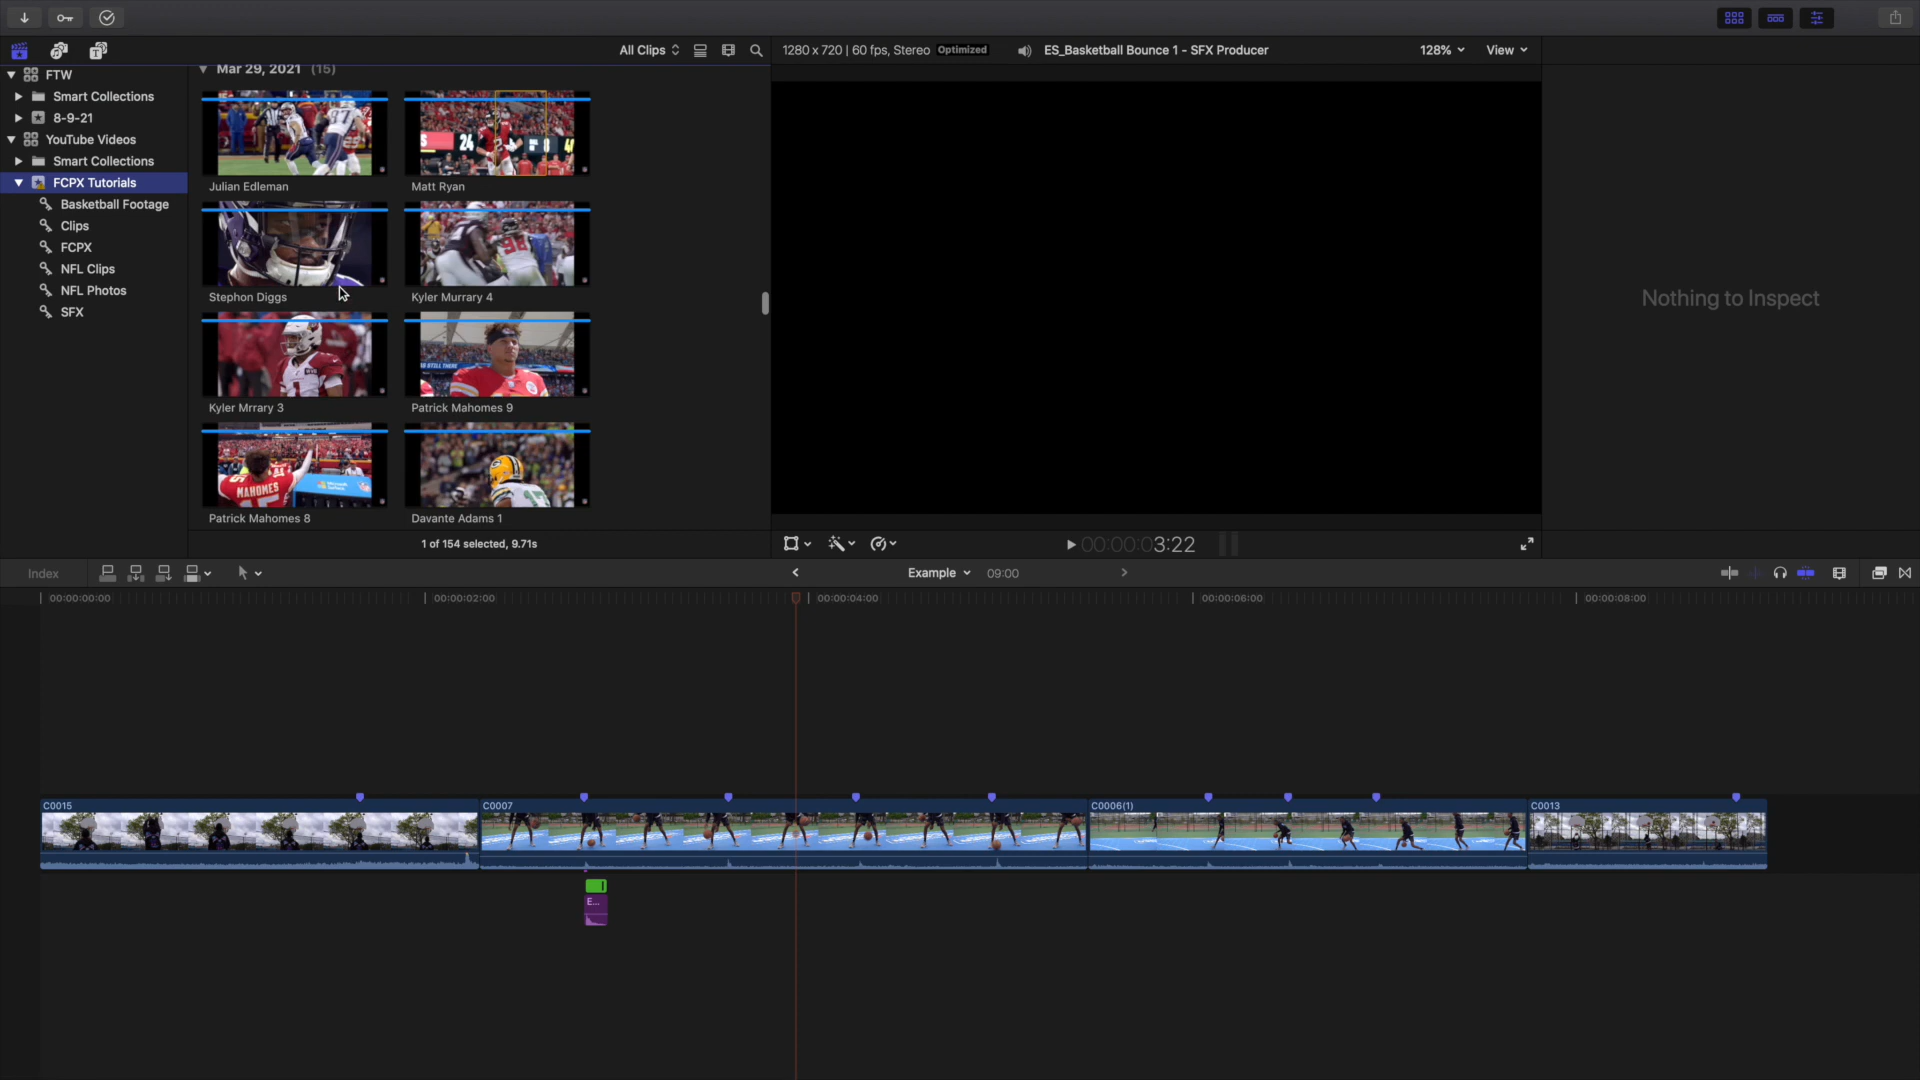 All Clips
1280 x 720 | 60 fps, Stereo Optimized
ES_Basketball Bounce 1 - SFX Producer
128%
View
FTW
Smart Collections
8-9-21
YouTube Videos
Smart Collections
FCPX Tutorials
Basketball Footage
Clips
FCPX
NFL Clips
NFL Photos
SFX
Mar 29, 2021 (15)
24
Julian Edleman
Matt Ryan
Stephon Diggs
Kyler Murrary 4
Kyler Mrrary 3
Patrick Mahomes 9
MAHOMES
15
Patrick Mahomes 8
Davante Adams 1
1 of 154 selected, 9.71s
Nothing to Inspect
00:00:03:22
Index
Example
09:00
00:00:00:00
00:00:02:00
00:00:04:00
00:00:06:00
00:00:08:00
C0015
C0007
C0006(1)
C0013
E...